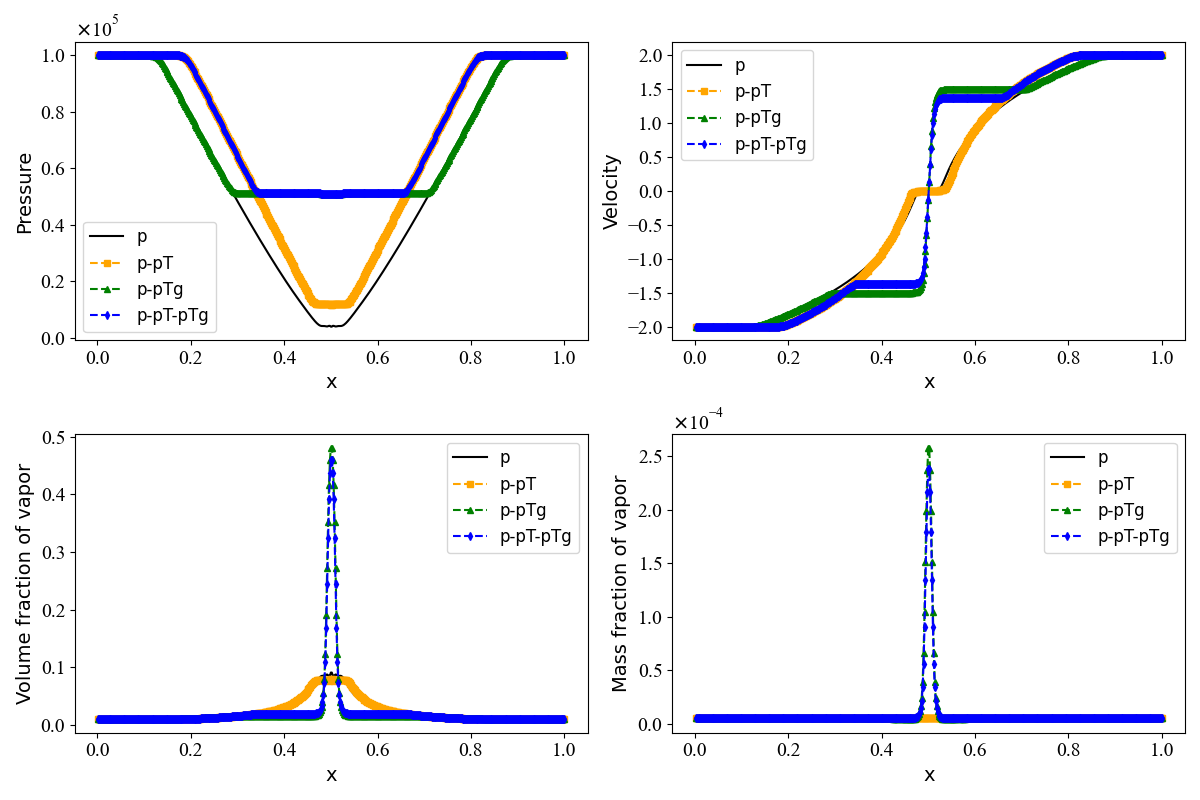 ×10⁵
1.0
0.8
0.6
0.4
0.2
0.0
Pressure
p
p-pT
p-pTg
p-pT-pTg
0.0 0.2 0.4 0.6 0.8 1.0
x
2.0
1.5
1.0
0.5
0.0
−0.5
−1.0
−1.5
−2.0
Velocity
p
p-pT
p-pTg
p-pT-pTg
0.0 0.2 0.4 0.6 0.8 1.0
x
0.5
0.4
0.3
0.2
0.1
0.0
Volume fraction of vapor
p
p-pT
p-pTg
p-pT-pTg
0.0 0.2 0.4 0.6 0.8 1.0
x
×10⁻⁴
2.5
2.0
1.5
1.0
0.5
0.0
Mass fraction of vapor
p
p-pT
p-pTg
p-pT-pTg
0.0 0.2 0.4 0.6 0.8 1.0
x